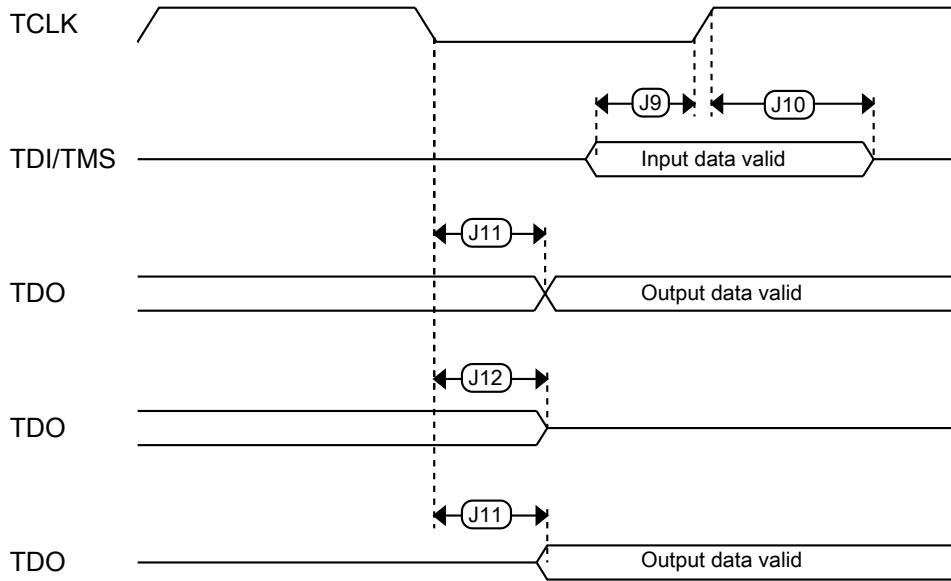 TCLK
J9
J10
TDI/TMS
Input data valid
J11
TDO
Output data valid
J12
TDO
J11
TDO
Output data valid